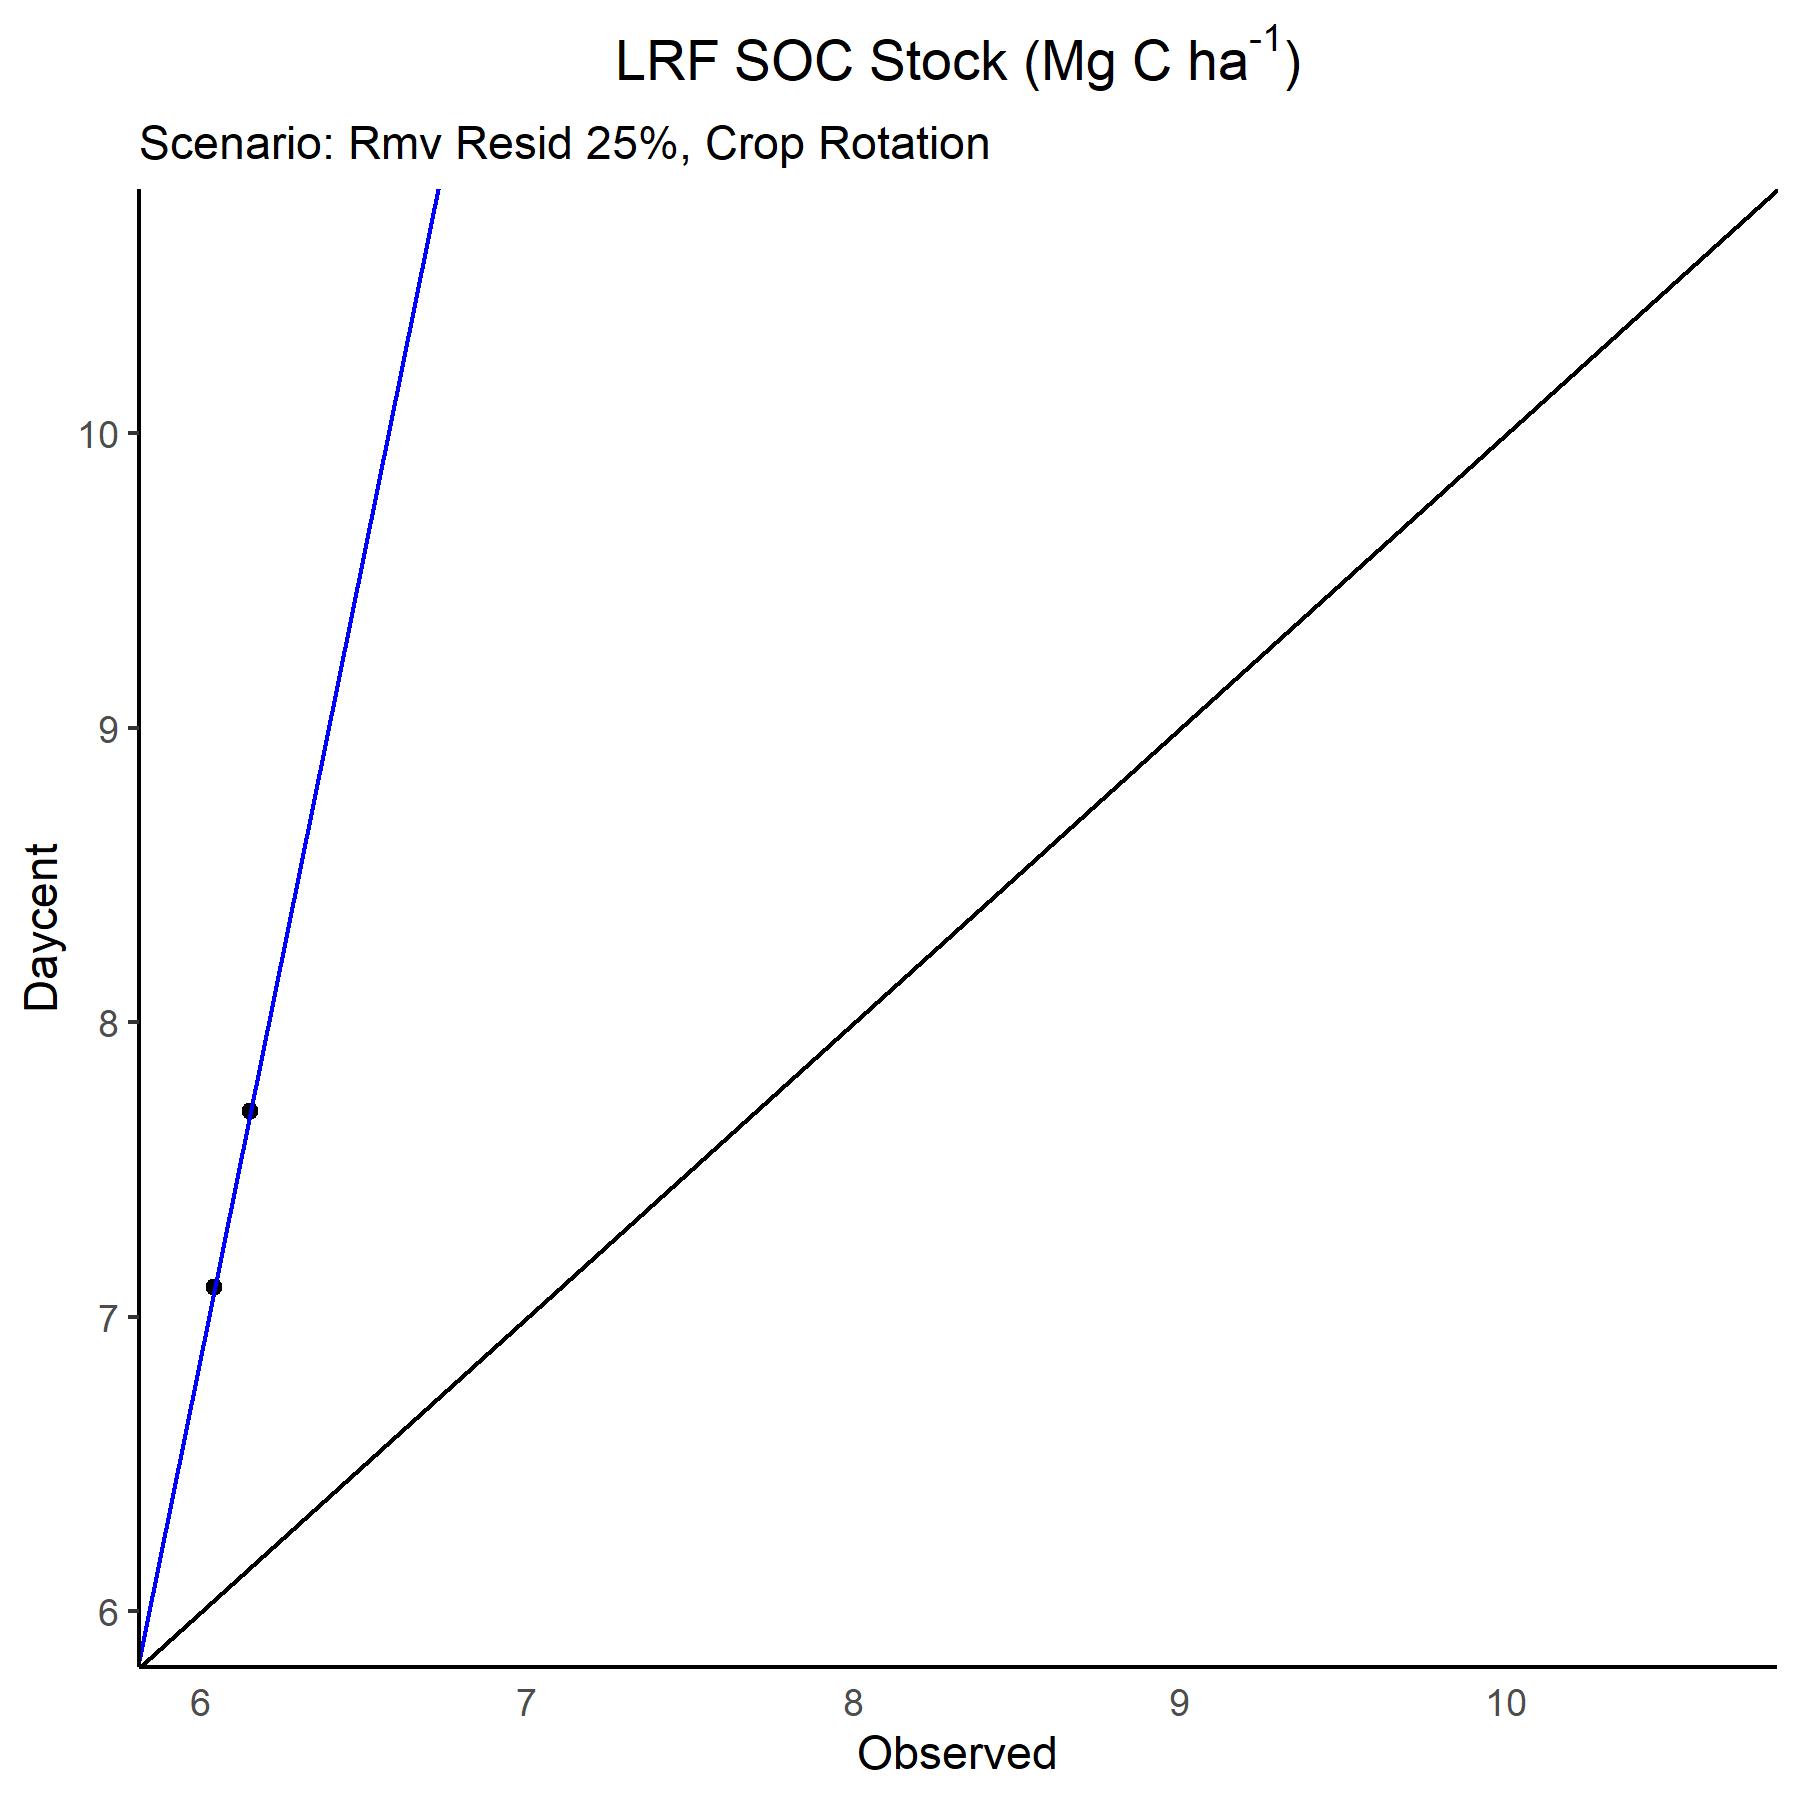 LRF SOC Stock (Mg C ha⁻¹)
Scenario: Rmv Resid 25%, Crop Rotation
10
9
8
7
6
Daycent
6 7 8 9 10
Observed